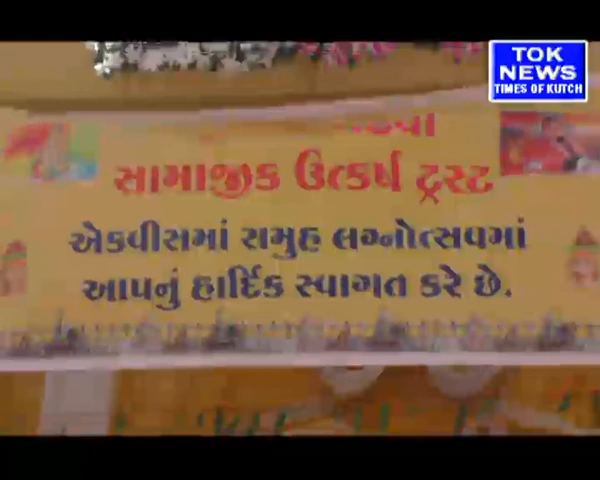 TOK
NEWS
TIMES OF KUTCH
સામાજીક ઉત્કર્ષ ટ્રસ્ટ
એકવીસમાં સમુહ લગ્નોત્સવમાં
આપનું હાર્દિક સ્વાગત કરે છે.